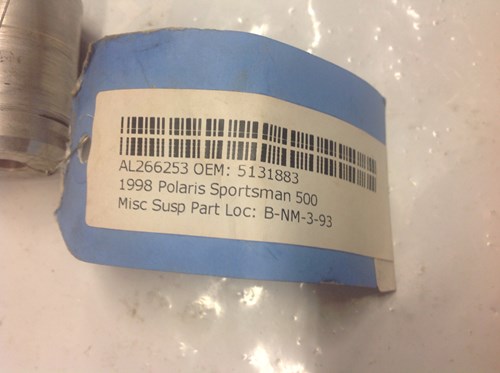 AL266253 OEM: 5131883
1998 Polaris Sportsman 500
Misc Susp Part Loc: B-NM-3-93